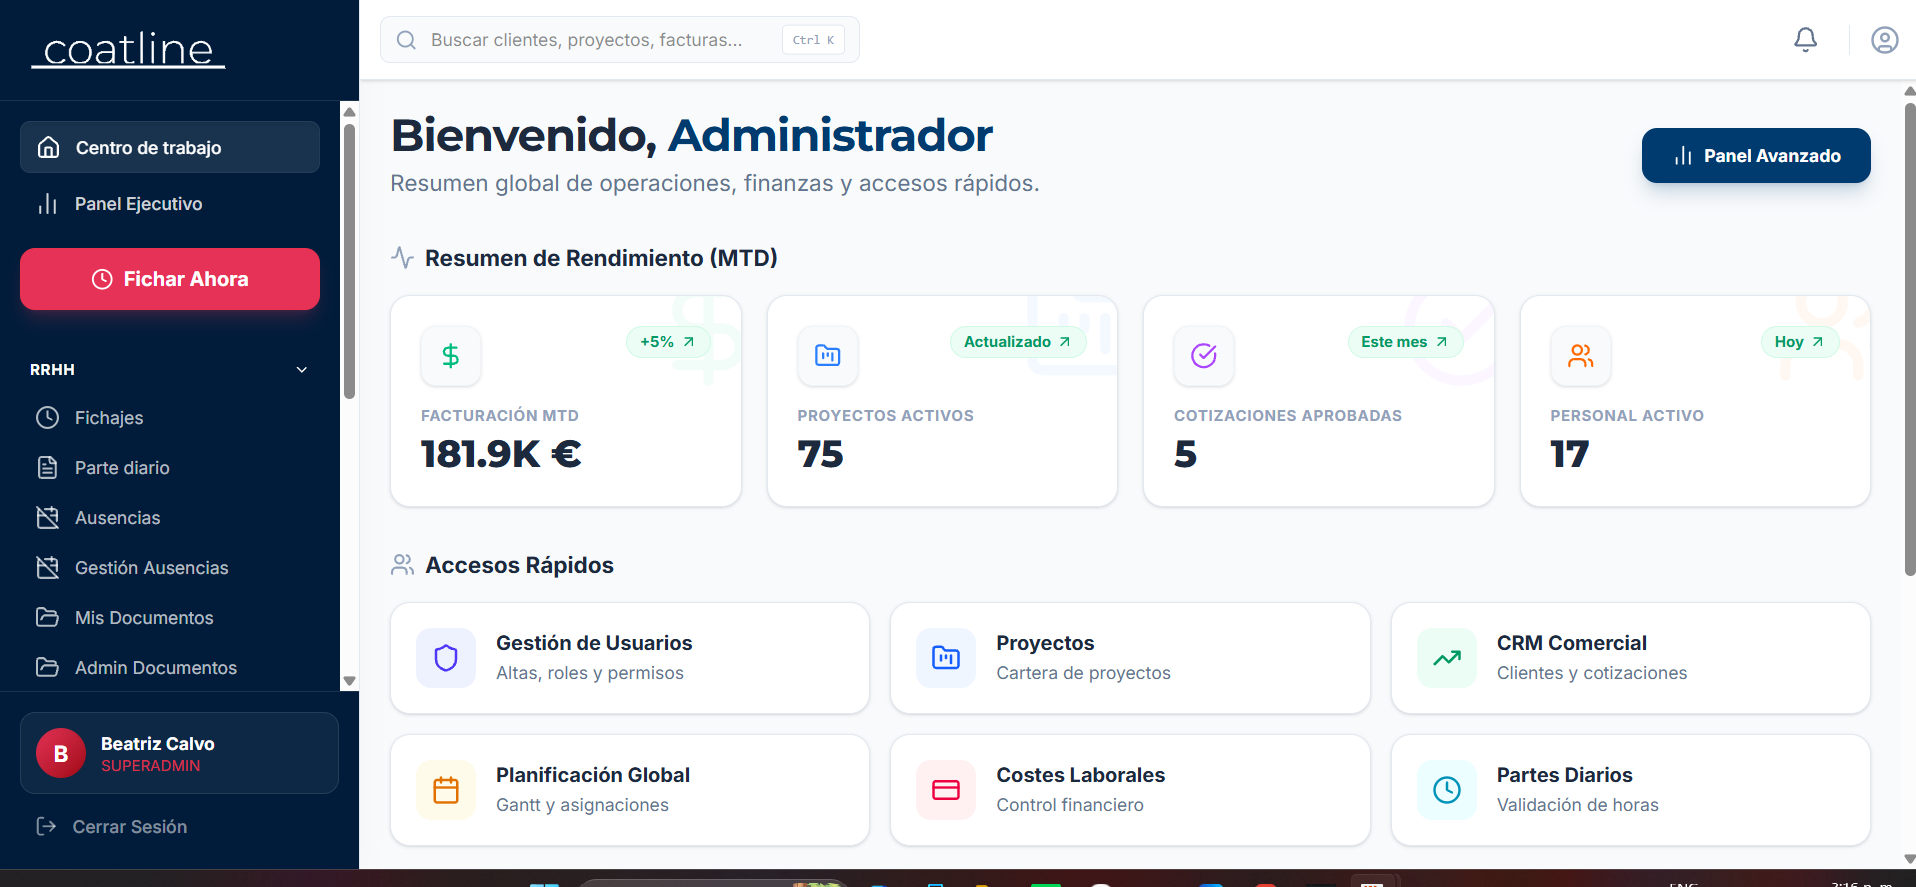 coatline
Buscar clientes, proyectos, facturas...
Ctrl K
Centro de trabajo
Panel Ejecutivo
Fichar Ahora
RRHH
Fichajes
Parte diario
Ausencias
Gestión Ausencias
Mis Documentos
Admin Documentos
B
Beatriz Calvo
SUPERADMIN
Cerrar Sesión
Bienvenido, Administrador
Resumen global de operaciones, finanzas y accesos rápidos.
Panel Avanzado
Resumen de Rendimiento (MTD)
+5%
FACTURACIÓN MTD
181.9K €
Actualizado
PROYECTOS ACTIVOS
75
Este mes
COTIZACIONES APROBADAS
5
Hoy
PERSONAL ACTIVO
17
Accesos Rápidos
Gestión de Usuarios
Altas, roles y permisos
Proyectos
Cartera de proyectos
CRM Comercial
Clientes y cotizaciones
Planificación Global
Gantt y asignaciones
Costes Laborales
Control financiero
Partes Diarios
Validación de horas